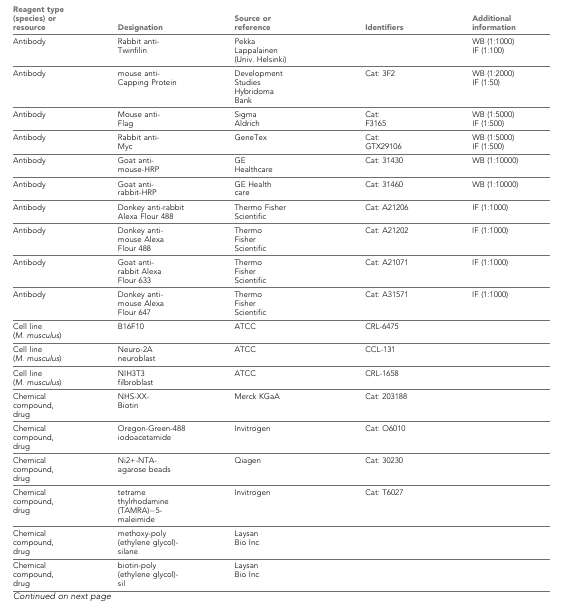 Reagent type
(species) or
resource
Designation
Source or
reference
Identifiers
Additional
information
Antibody
Rabbit anti-
Twinfilin
Pekka
Lappalainen
(Univ. Helsinki)
WB (1:1000)
IF (1:100)
Antibody
mouse anti-
Capping Protein
Development
Studies
Hybridoma
Bank
Cat: 3F2
WB (1:2000)
IF (1:50)
Antibody
Mouse anti-
Flag
Sigma
Aldrich
Cat:
F3165
WB (1:5000)
IF (1:500)
Antibody
Rabbit anti-
Myc
GeneTex
Cat:
GTX29106
WB (1:5000)
IF (1:500)
Antibody
Goat anti-
mouse-HRP
GE
Healthcare
Cat: 31430
WB (1:10000)
Antibody
Goat anti-
rabbit-HRP
GE Health
care
Cat: 31460
WB (1:10000)
Antibody
Donkey anti-rabbit
Alexa Flour 488
Thermo Fisher
Scientific
Cat: A21206
IF (1:1000)
Antibody
Donkey anti-
mouse Alexa
Flour 488
Thermo
Fisher
Scientific
Cat: A21202
IF (1:1000)
Antibody
Goat anti-
rabbit Alexa
Flour 633
Thermo
Fisher
Scientific
Cat: A21071
IF (1:1000)
Antibody
Donkey anti-
mouse Alexa
Flour 647
Thermo
Fisher
Scientific
Cat: A31571
IF (1:1000)
Cell line
(M. musculus)
B16F10
ATCC
CRL-6475
Cell line
(M. musculus)
Neuro-2A
neuroblast
ATCC
CCL-131
Cell line
(M. musculus)
NIH3T3
filbroblast
ATCC
CRL-1658
Chemical
compound,
drug
NHS-XX-
Biotin
Merck KGaA
Cat: 203188
Chemical
compound,
drug
Oregon-Green-488
iodoacetamide
Invitrogen
Cat: O6010
Chemical
compound,
drug
Ni2+-NTA-
agarose beads
Qiagen
Cat: 30230
Chemical
compound,
drug
tetrame
thylrhodamine
(TAMRA)−5-
maleimide
Invitrogen
Cat: T6027
Chemical
compound,
drug
methoxy-poly
(ethylene glycol)-
silane
Laysan
Bio Inc
Chemical
compound,
drug
biotin-poly
(ethylene glycol)-
sil
Laysan
Bio Inc
Continued on next page